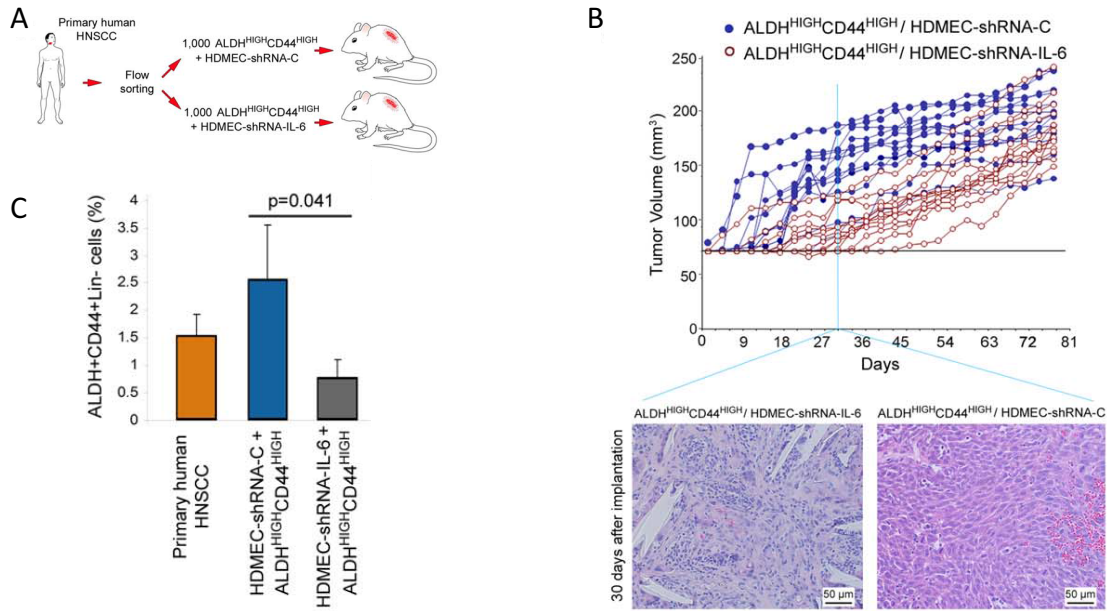 A
Primary human
HNSCC
Flow
sorting
1,000 ALDHHIGHCD44HIGH
+ HDMEC-shRNA-C
1,000 ALDHHIGHCD44HIGH
+ HDMEC-shRNA-IL-6
B
ALDHHIGHCD44HIGH / HDMEC-shRNA-C
ALDHHIGHCD44HIGH / HDMEC-shRNA-IL-6
250
200
150
100
50
0
Tumor Volume (mm3)
0 9 18 27 36 45 54 63 72 81
Days
ALDHHIGHCD44HIGH / HDMEC-shRNA-IL-6
ALDHHIGHCD44HIGH / HDMEC-shRNA-C
30 days after implantation
50 µm
50 µm
C
p=0.041
ALDH+CD44+Lin- cells (%)
4
3.5
3
2.5
2
1.5
1
0.5
0
Primary human
HNSCC
HDMEC-shRNA-C +
ALDHHIGHCD44HIGH
HDMEC-shRNA-IL-6 +
ALDHHIGHCD44HIGH